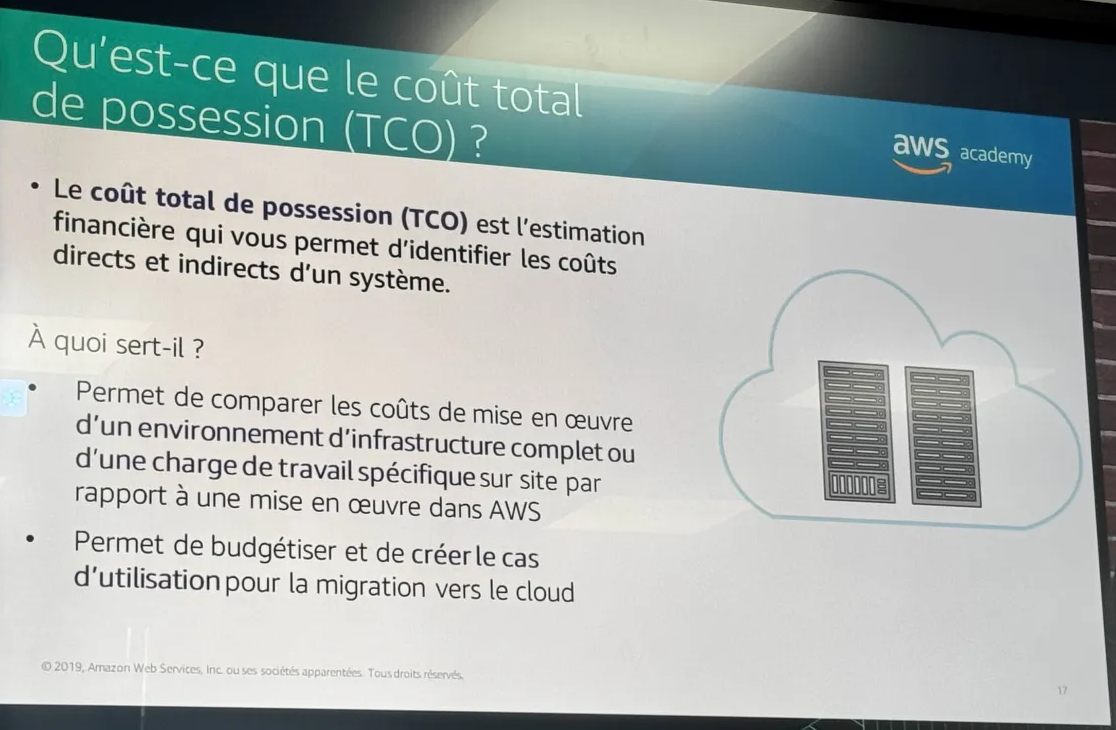 Qu'est-ce que le coût total
de possession (TCO) ?
aws academy
• Le coût total de possession (TCO) est l'estimation
financière qui vous permet d'identifier les coûts
directs et indirects d'un système.
À quoi sert-il ?
• Permet de comparer les coûts de mise en œuvre
d'un environnement d'infrastructure complet ou
d'une charge de travail spécifique sur site par
rapport à une mise en œuvre dans AWS
• Permet de budgétiser et de créer le cas
d'utilisation pour la migration vers le cloud
© 2019, Amazon Web Services, Inc. ou ses sociétés apparentées. Tous droits réservés.
17